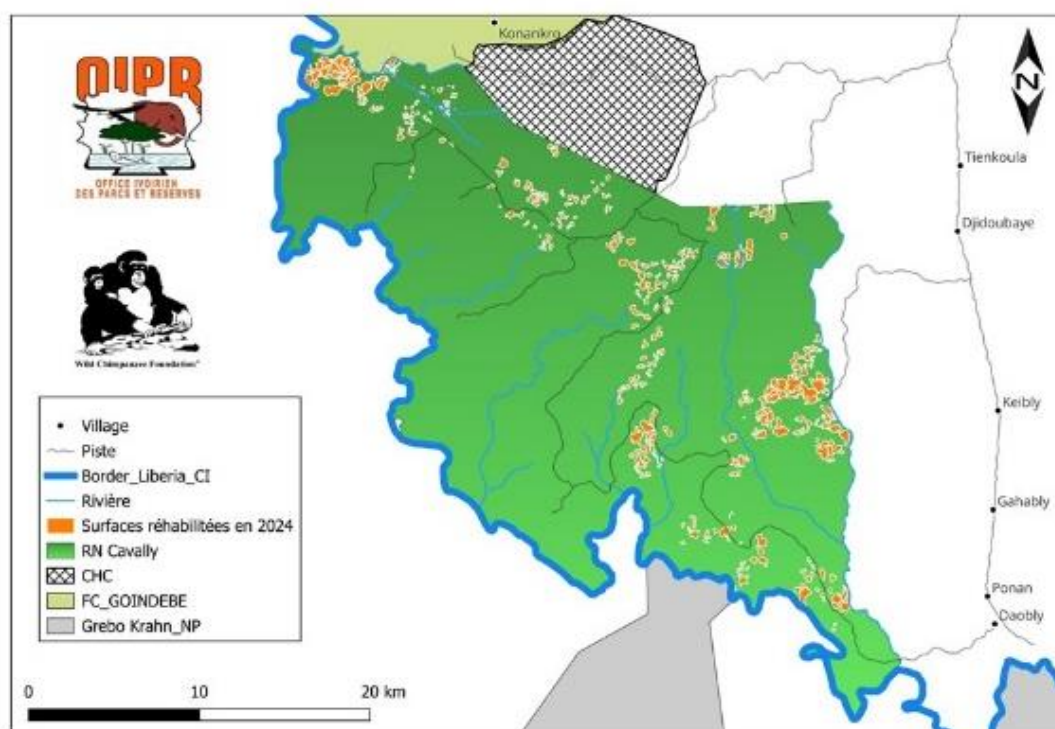 Konankro
N
OIPR
OFFICE IVOIRIEN
DES PARCS ET RESERVES
Tienkoula
Djidoubaye
Wild Chimpanzee Foundation
Keibly
Gahably
Ponan
Daobly
Village
Piste
Border_Liberia_CI
Rivière
Surfaces réhabilitées en 2024
RN Cavally
CHC
FC_GOINDEBE
Grebo Krahn_NP
0 10 20 km